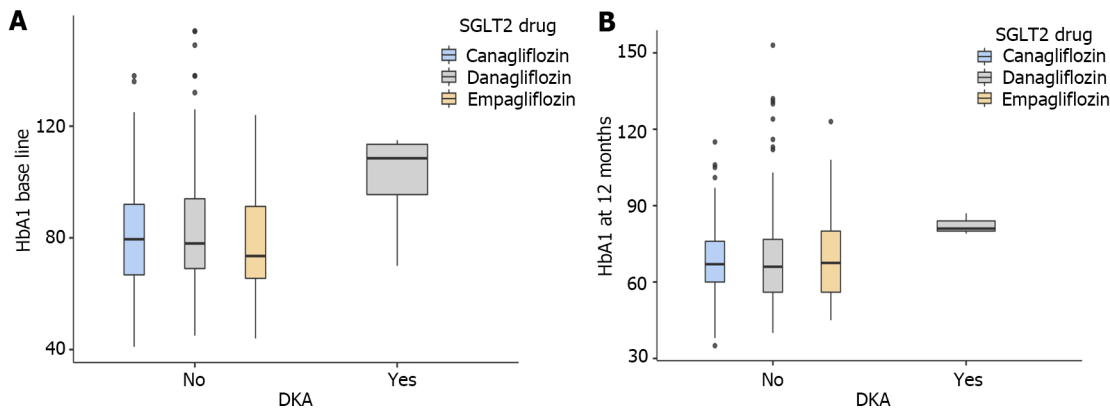 A
SGLT2 drug
Canagliflozin
Danagliflozin
Empagliflozin
HbA1 base line
120
80
40
No
Yes
DKA
B
SGLT2 drug
Canagliflozin
Danagliflozin
Empagliflozin
HbA1 at 12 months
150
120
90
60
30
No
Yes
DKA